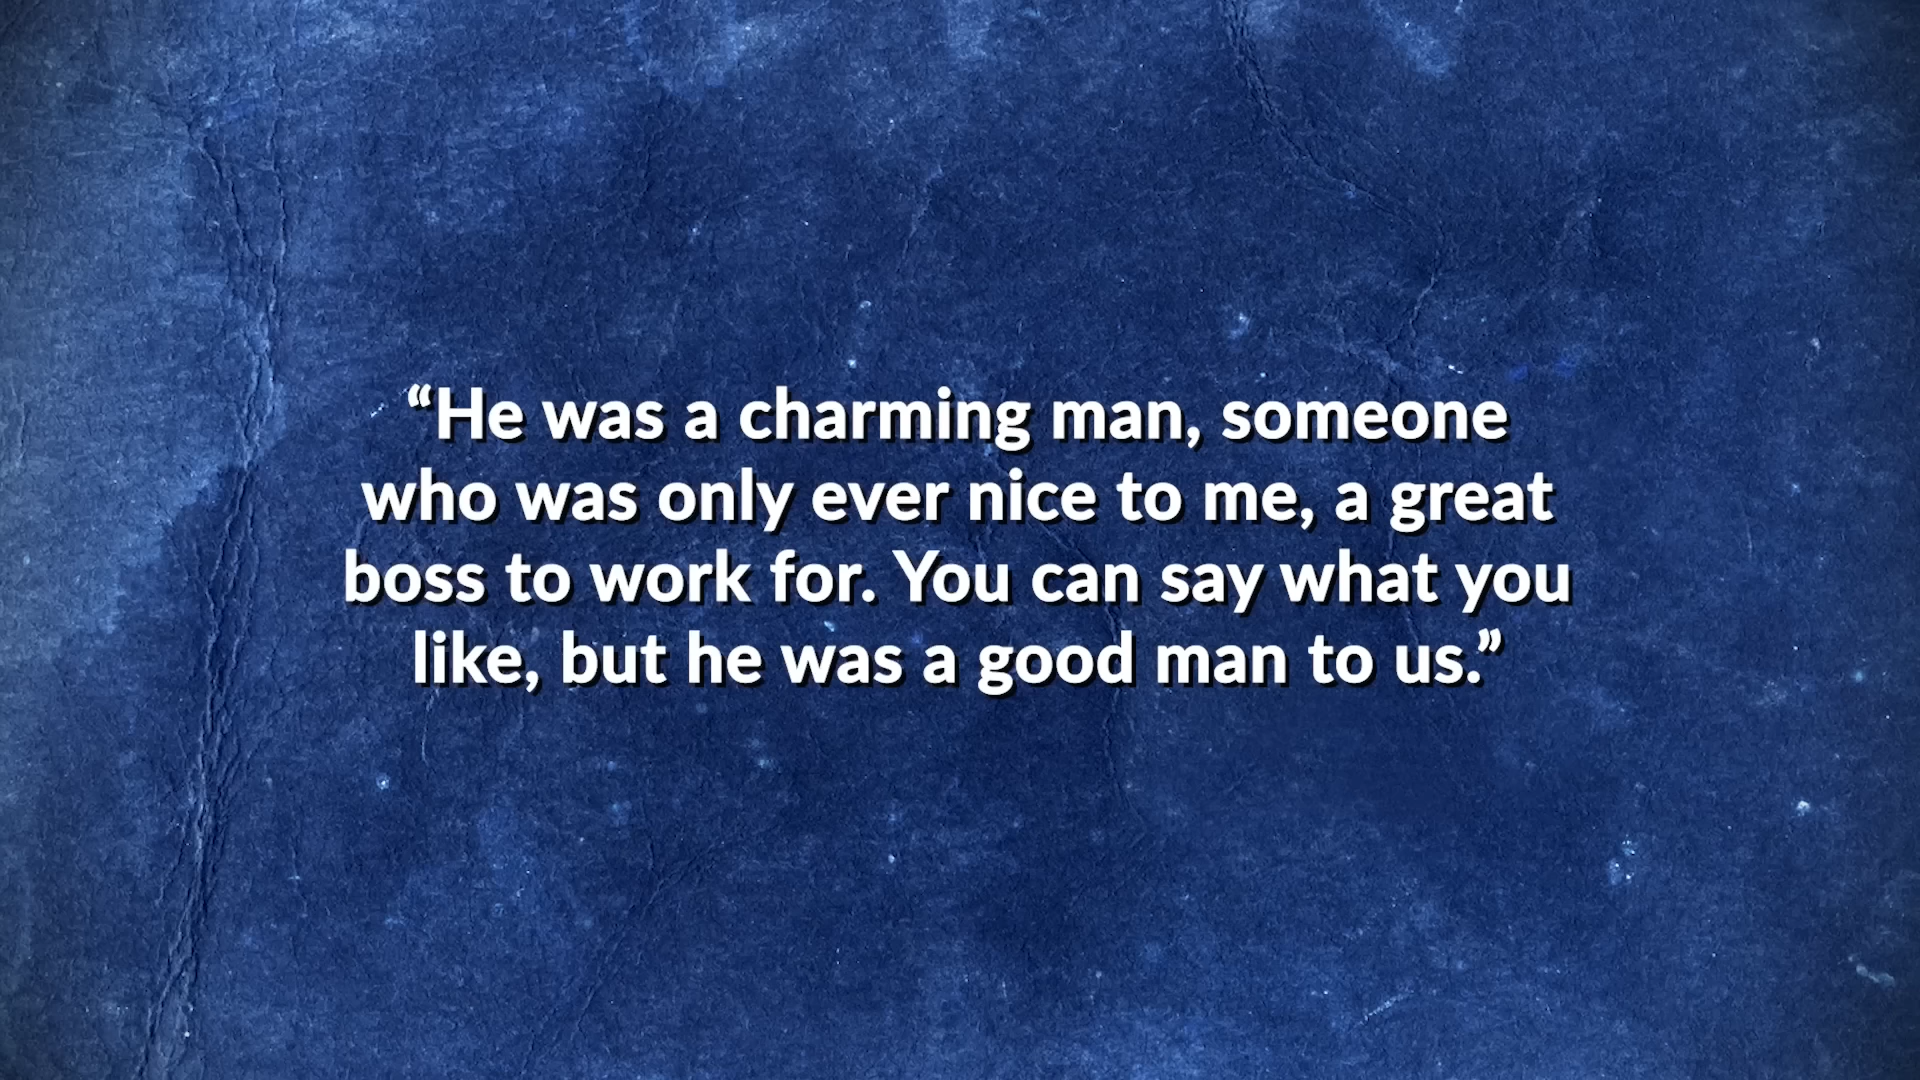 “He was a charming man, someone
who was only ever nice to me, a great
boss to work for. You can say what you
like, but he was a good man to us.”